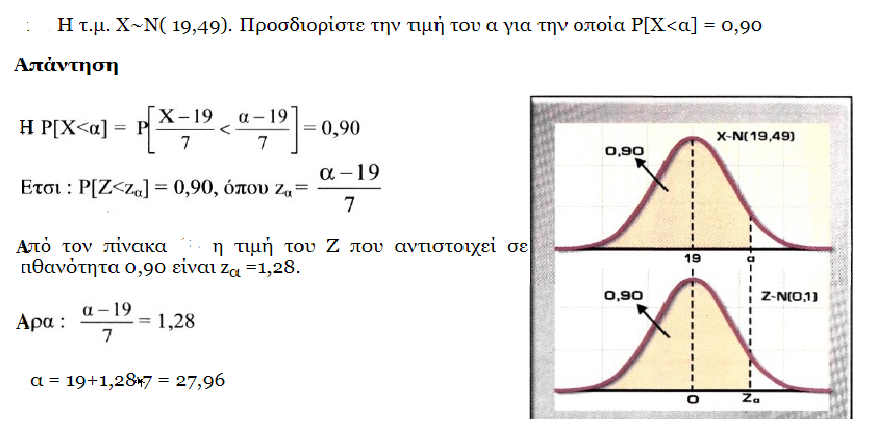 Η τ.μ. Χ~Ν( 19,49). Προσδιορίστε την τιμή του α για την οποία Ρ[Χ<α] = 0,90
Απάντηση
Η Ρ[Χ<α] = P[(X − 19)/7 < (α − 19)/7] = 0,90
Ετσι : Ρ[Ζ<zα] = 0,90, όπου zα = (α − 19)/7
Από τον πίνακα η τιμή του Ζ που αντιστοιχεί σε
πιθανότητα 0,90 είναι zα =1,28.
Αρα : (α − 19)/7 = 1,28
α = 19+1,28*7 = 27,96
X~N(19,49)
0,90
19 α
0,90
Z~N(0,1)
0 Zα